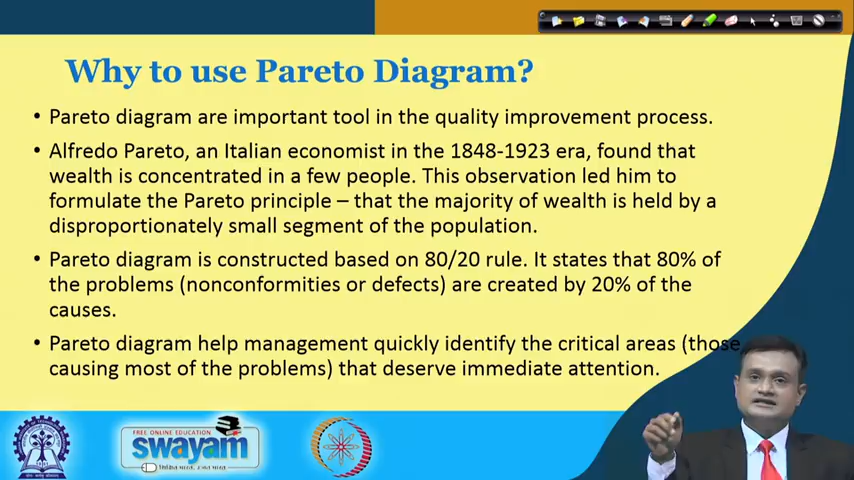 Why to use Pareto Diagram?
• Pareto diagram are important tool in the quality improvement process.
• Alfredo Pareto, an Italian economist in the 1848-1923 era, found that
wealth is concentrated in a few people. This observation led him to
formulate the Pareto principle – that the majority of wealth is held by a
disproportionately small segment of the population.
• Pareto diagram is constructed based on 80/20 rule. It states that 80% of
the problems (nonconformities or defects) are created by 20% of the
causes.
• Pareto diagram help management quickly identify the critical areas (those
causing most of the problems) that deserve immediate attention.
FREE ONLINE EDUCATION
swayam